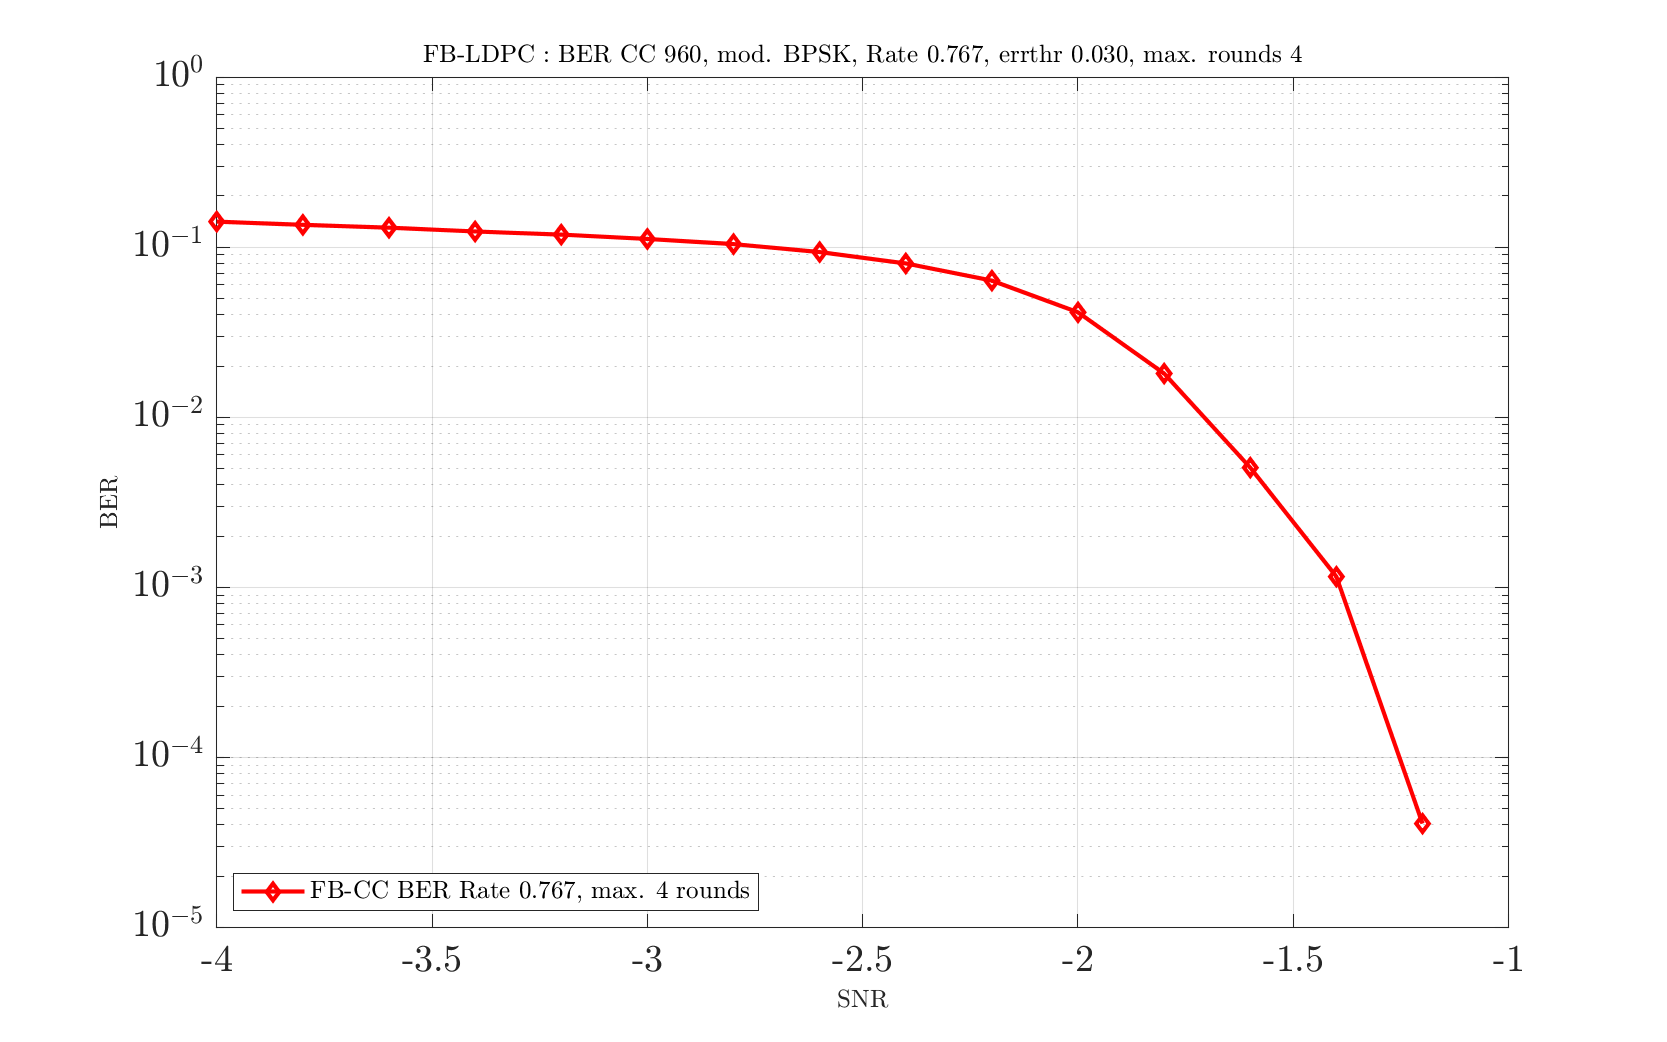 FB-LDPC : BER CC 960, mod. BPSK, Rate 0.767, errthr 0.030, max. rounds 4
10^0
10^-1
10^-2
10^-3
10^-4
10^-5
BER
FB-CC BER Rate 0.767, max. 4 rounds
-4 -3.5 -3 -2.5 -2 -1.5 -1
SNR